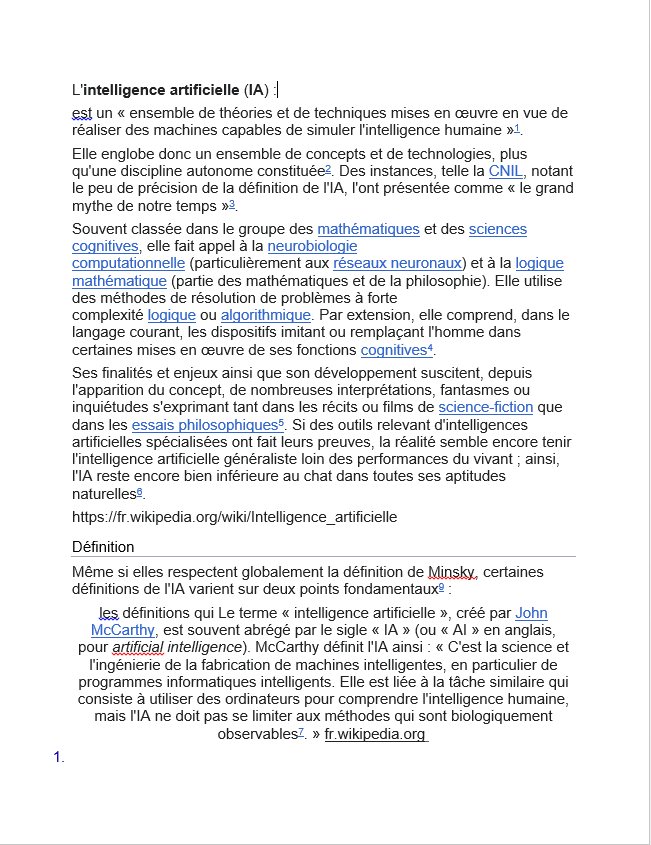 L'intelligence artificielle (IA) :
est un « ensemble de théories et de techniques mises en œuvre en vue de
réaliser des machines capables de simuler l'intelligence humaine »1.
Elle englobe donc un ensemble de concepts et de technologies, plus
qu'une discipline autonome constituée2. Des instances, telle la CNIL, notant
le peu de précision de la définition de l'IA, l'ont présentée comme « le grand
mythe de notre temps »3.
Souvent classée dans le groupe des mathématiques et des sciences
cognitives, elle fait appel à la neurobiologie
computationnelle (particulièrement aux réseaux neuronaux) et à la logique
mathématique (partie des mathématiques et de la philosophie). Elle utilise
des méthodes de résolution de problèmes à forte
complexité logique ou algorithmique. Par extension, elle comprend, dans le
langage courant, les dispositifs imitant ou remplaçant l'homme dans
certaines mises en œuvre de ses fonctions cognitives4.
Ses finalités et enjeux ainsi que son développement suscitent, depuis
l'apparition du concept, de nombreuses interprétations, fantasmes ou
inquiétudes s'exprimant tant dans les récits ou films de science-fiction que
dans les essais philosophiques5. Si des outils relevant d'intelligences
artificielles spécialisées ont fait leurs preuves, la réalité semble encore tenir
l'intelligence artificielle généraliste loin des performances du vivant ; ainsi,
l'IA reste encore bien inférieure au chat dans toutes ses aptitudes
naturelles6.
https://fr.wikipedia.org/wiki/Intelligence_artificielle
Définition
Même si elles respectent globalement la définition de Minsky, certaines
définitions de l'IA varient sur deux points fondamentaux9 :
les définitions qui Le terme « intelligence artificielle », créé par John
McCarthy, est souvent abrégé par le sigle « IA » (ou « AI » en anglais,
pour artificial intelligence). McCarthy définit l'IA ainsi : « C'est la science et
l'ingénierie de la fabrication de machines intelligentes, en particulier de
programmes informatiques intelligents. Elle est liée à la tâche similaire qui
consiste à utiliser des ordinateurs pour comprendre l'intelligence humaine,
mais l'IA ne doit pas se limiter aux méthodes qui sont biologiquement
observables7. » fr.wikipedia.org
1.